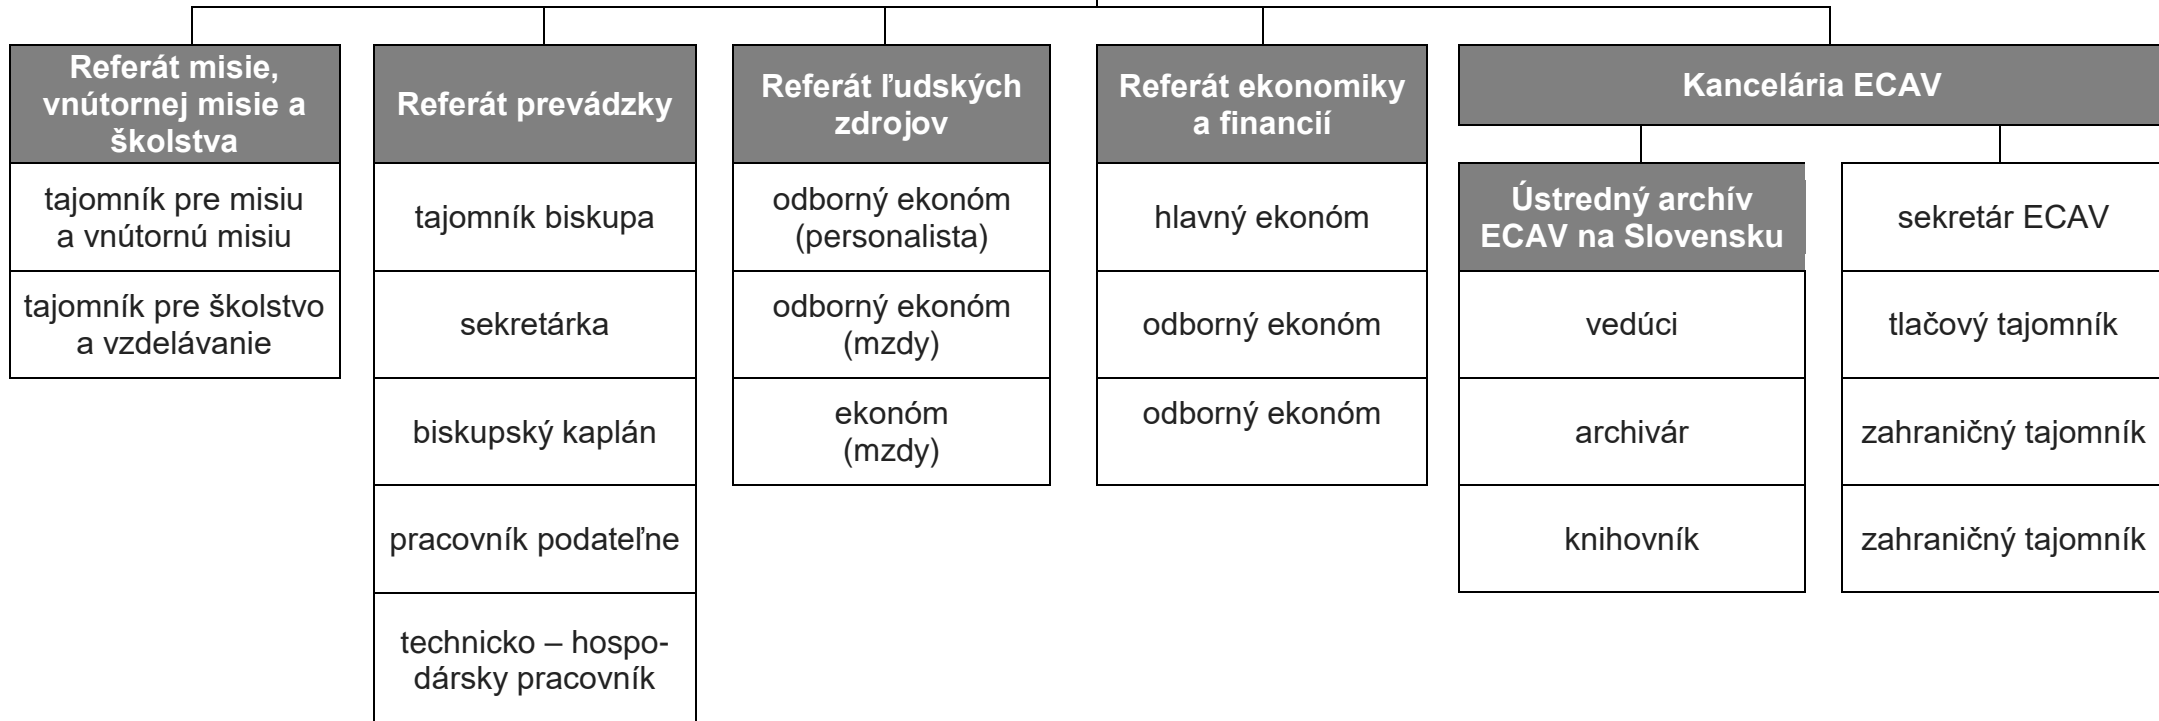 Referát misie,
vnútornej misie a
školstva
tajomník pre misiu
a vnútornú misiu
tajomník pre školstvo
a vzdelávanie
Referát prevádzky
tajomník biskupa
sekretárka
biskupský kaplán
pracovník podateľne
technicko – hospo-
dársky pracovník
Referát ľudských
zdrojov
odborný ekonóm
(personalista)
odborný ekonóm
(mzdy)
ekonóm
(mzdy)
Referát ekonomiky
a financií
hlavný ekonóm
odborný ekonóm
odborný ekonóm
Kancelária ECAV
Ústredný archív
ECAV na Slovensku
vedúci
archivár
knihovník
sekretár ECAV
tlačový tajomník
zahraničný tajomník
zahraničný tajomník